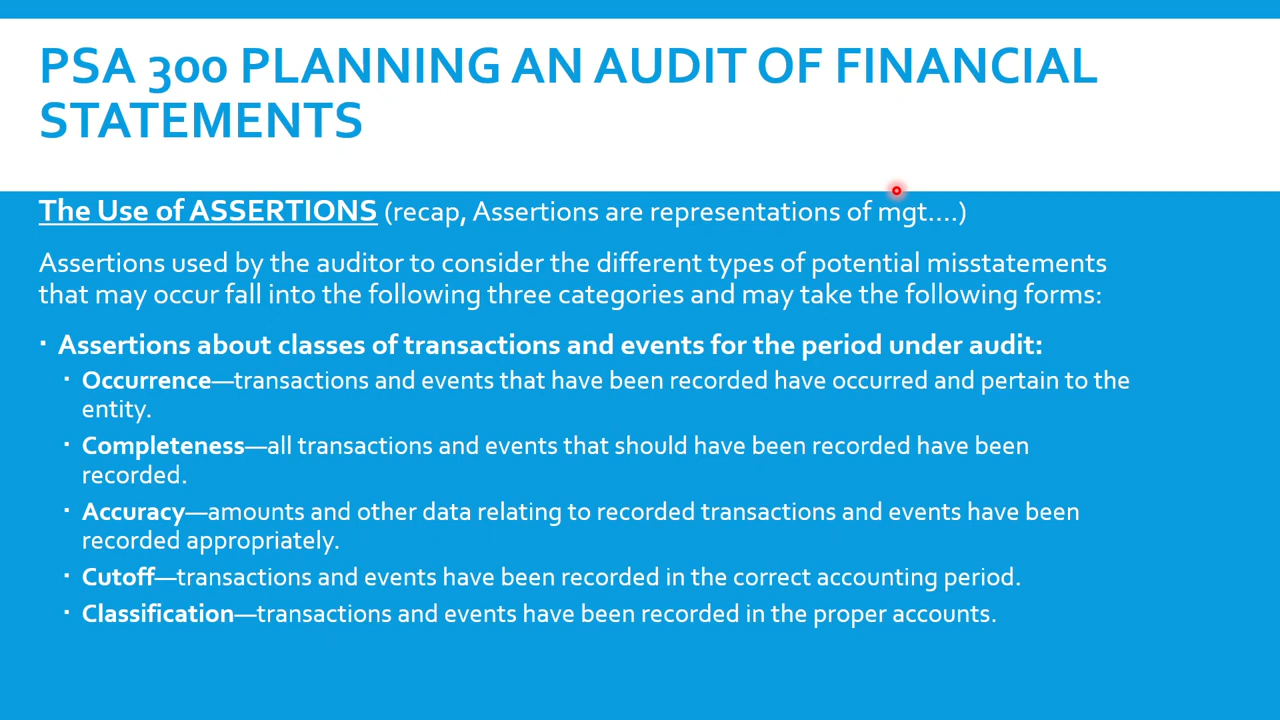 PSA 300 PLANNING AN AUDIT OF FINANCIAL
STATEMENTS
The Use of ASSERTIONS (recap, Assertions are representations of mgt....)
Assertions used by the auditor to consider the different types of potential misstatements
that may occur fall into the following three categories and may take the following forms:
▪ Assertions about classes of transactions and events for the period under audit:
▪ Occurrence—transactions and events that have been recorded have occurred and pertain to the
entity.
▪ Completeness—all transactions and events that should have been recorded have been
recorded.
▪ Accuracy—amounts and other data relating to recorded transactions and events have been
recorded appropriately.
▪ Cutoff—transactions and events have been recorded in the correct accounting period.
▪ Classification—transactions and events have been recorded in the proper accounts.